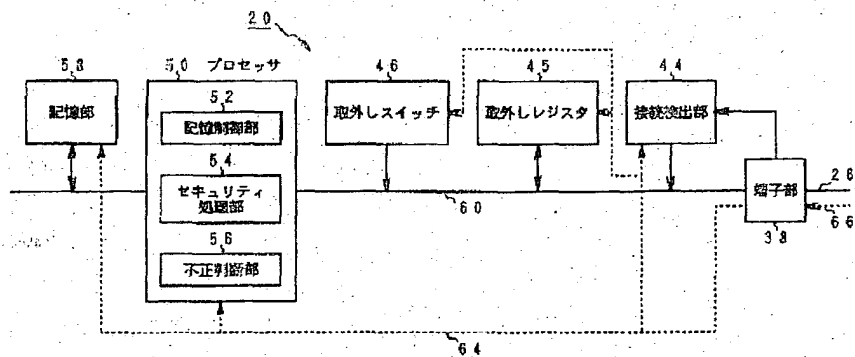 20
58
50 プロセッサ
46
45
44
記憶部
52
記憶制御部
取外しスイッチ
取外しレジスタ
接続検出部
54
セキュリティ
処理部
端子部
26
60
66
56
38
不正判断部
64